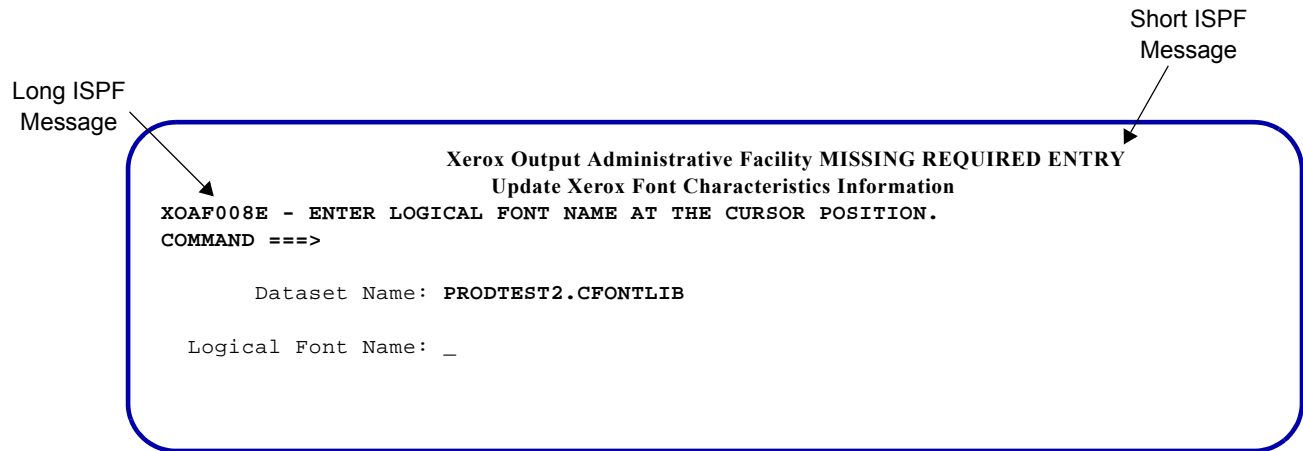 Short ISPF
Message
Long ISPF
Message
Xerox Output Administrative Facility MISSING REQUIRED ENTRY
Update Xerox Font Characteristics Information
XOAF008E - ENTER LOGICAL FONT NAME AT THE CURSOR POSITION.
COMMAND ===>
Dataset Name: PRODTEST2.CFONTLIB
Logical Font Name: _